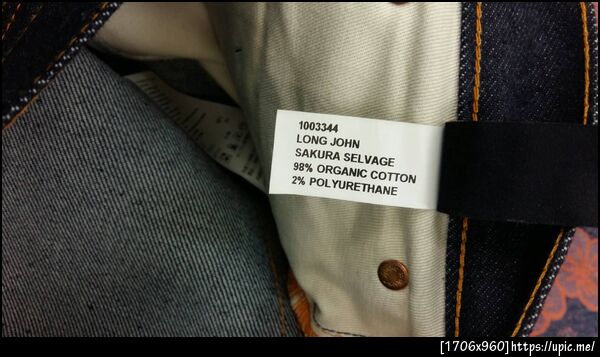 1003344
LONG JOHN
SAKURA SELVAGE
98% ORGANIC COTTON
2% POLYURETHANE
[1706x960]https://upic.me/